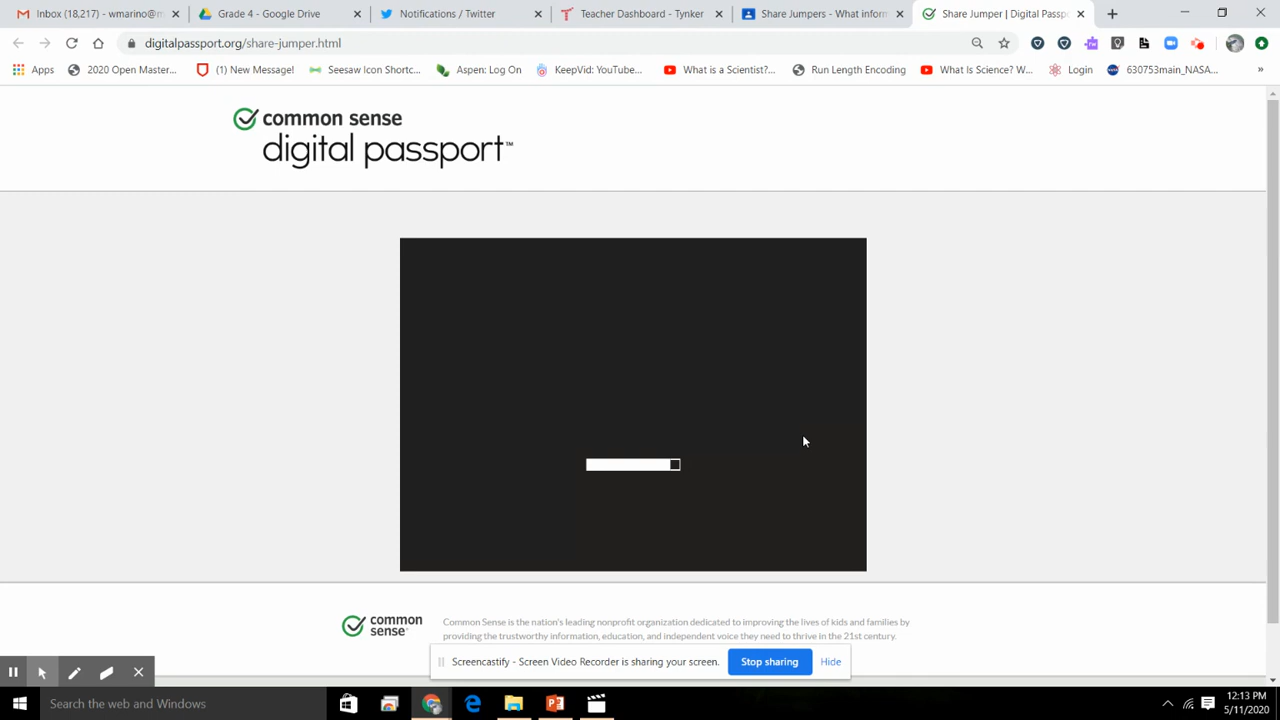 Inbox (18,217) - wmarino@m
Grade 4 - Google Drive
Notifications / Twitter
Teacher Dashboard - Tynker
Share Jumpers - What inform
Share Jumper | Digital Passpo
digitalpassport.org/share-jumper.html
Apps
2020 Open Master...
(1) New Message!
Seesaw Icon Shortc...
Aspen: Log On
KeepVid: YouTube...
What is a Scientist?...
Run Length Encoding
What Is Science? W...
Login
630753main_NASA...
»
common sense
digital passport™
common sense
Common Sense is the nation's leading nonprofit organization dedicated to improving the lives of kids and families by
providing the trustworthy information, education, and independent voice they need to thrive in the 21st century.
Screencastify - Screen Video Recorder is sharing your screen.
Stop sharing
Hide
Search the web and Windows
12:13 PM
5/11/2020